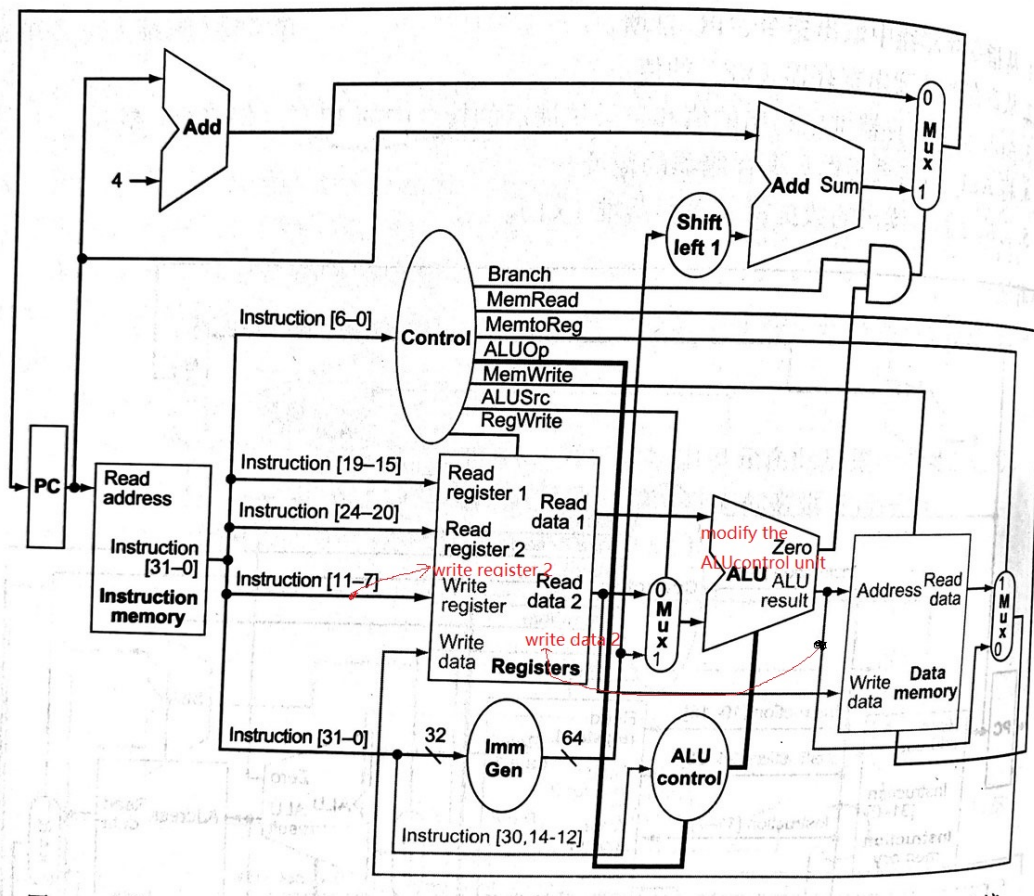 Add
4
Add Sum
0
Mux
1
Shift
left 1
Branch
MemRead
MemtoReg
ALUOp
MemWrite
ALUSrc
RegWrite
Control
Instruction [6–0]
PC
Read
address
Instruction
[31–0]
Instruction
memory
Instruction [19–15]
Instruction [24–20]
Instruction [11–7]
write register 2
Read
register 1
Read
register 2
Write
register
Write
data
Read
data 1
Read
data 2
write data 2
Registers
0
Mux
1
modify the
ALUcontrol unit
Zero
ALU
ALU
result
Address
Read
data
Write
data
Data
memory
1
Mux
0
Instruction [31–0]
32
Imm
Gen
64
ALU
control
Instruction [30,14-12]